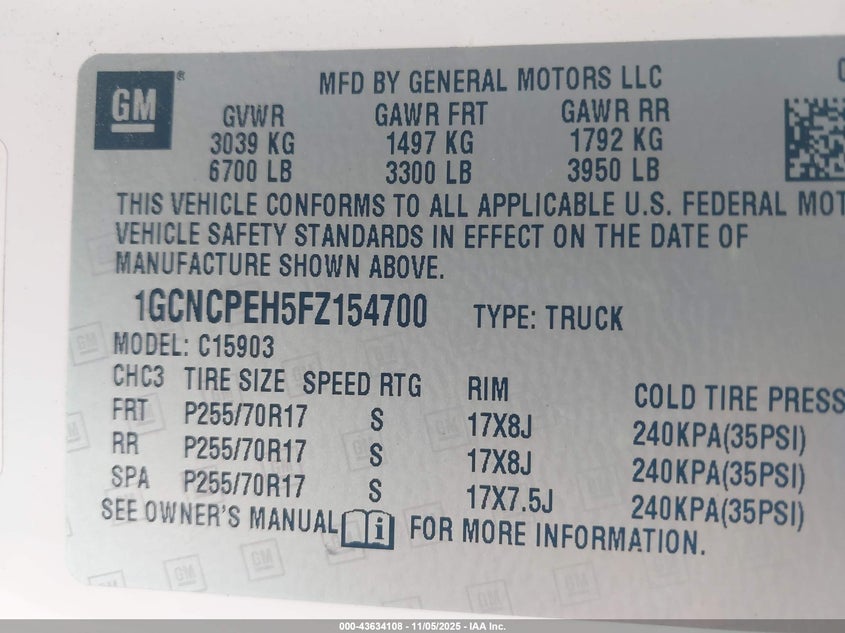 GM®
MFD BY GENERAL MOTORS LLC
GVWR GAWR FRT GAWR RR
3039 KG 1497 KG 1792 KG
6700 LB 3300 LB 3950 LB
THIS VEHICLE CONFORMS TO ALL APPLICABLE U.S. FEDERAL MOT
VEHICLE SAFETY STANDARDS IN EFFECT ON THE DATE OF
MANUFACTURE SHOWN ABOVE.
1GCNCPEH5FZ154700 TYPE: TRUCK
MODEL: C15903
CHC3 TIRE SIZE SPEED RTG RIM COLD TIRE PRESS
FRT P255/70R17 S 17X8J 240KPA(35PSI)
RR P255/70R17 S 17X8J 240KPA(35PSI)
SPA P255/70R17 S 17X7.5J 240KPA(35PSI)
SEE OWNER'S MANUAL i FOR MORE INFORMATION.
000-43634108 - 11/05/2025 - IAA Inc.